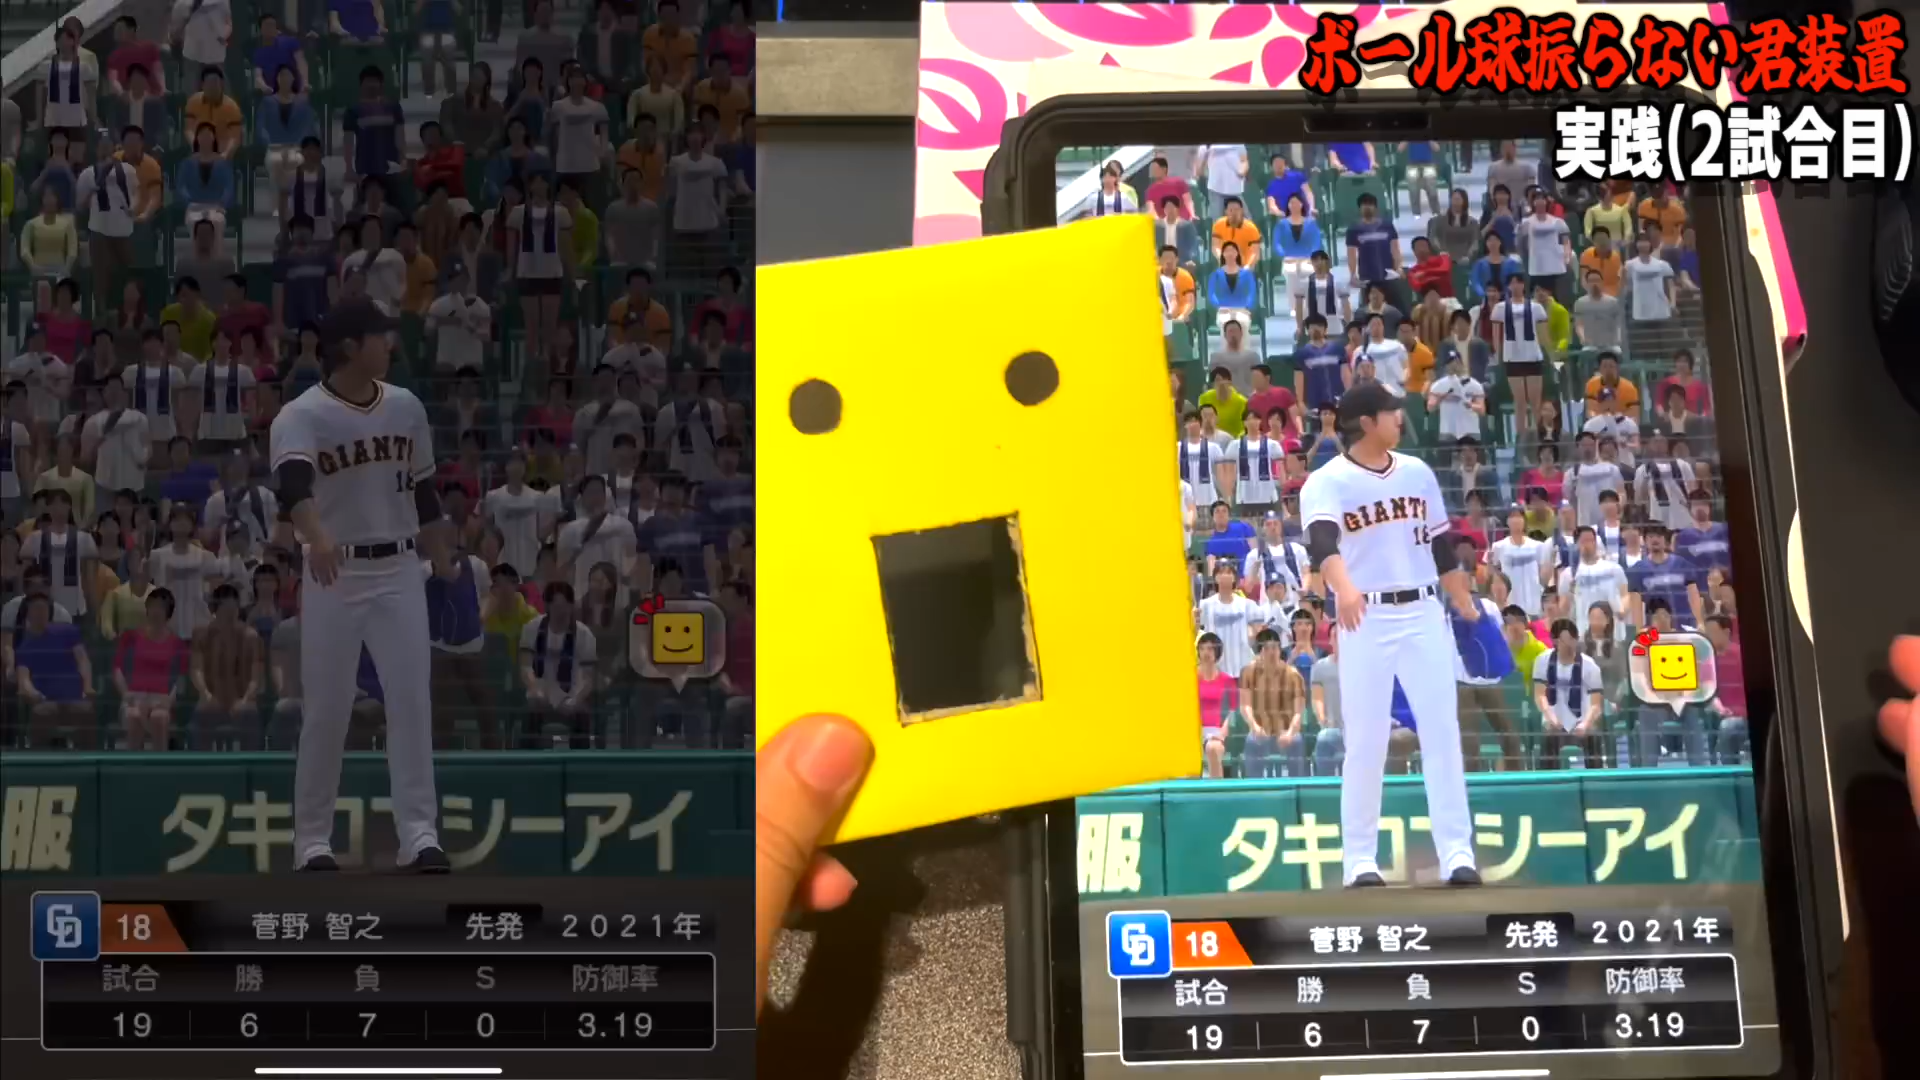 ボール球振らない君装置
実践(2試合目)
GIANTS
18
服 タキロンシーアイ
18 菅野 智之 先発 2021年
試合 勝 負 S 防御率
19 6 7 0 3.19
GIANTS
18
服 タキロンシーアイ
18 菅野 智之 先発 2021年
試合 勝 負 S 防御率
19 6 7 0 3.19